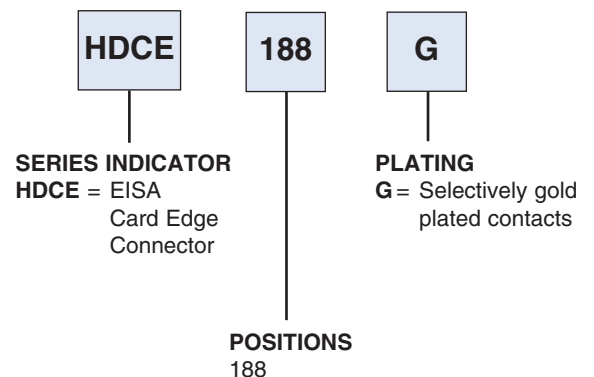 HDCE 188 G
SERIES INDICATOR
HDCE = EISA
Card Edge
Connector
PLATING
G = Selectively gold
plated contacts
POSITIONS
188